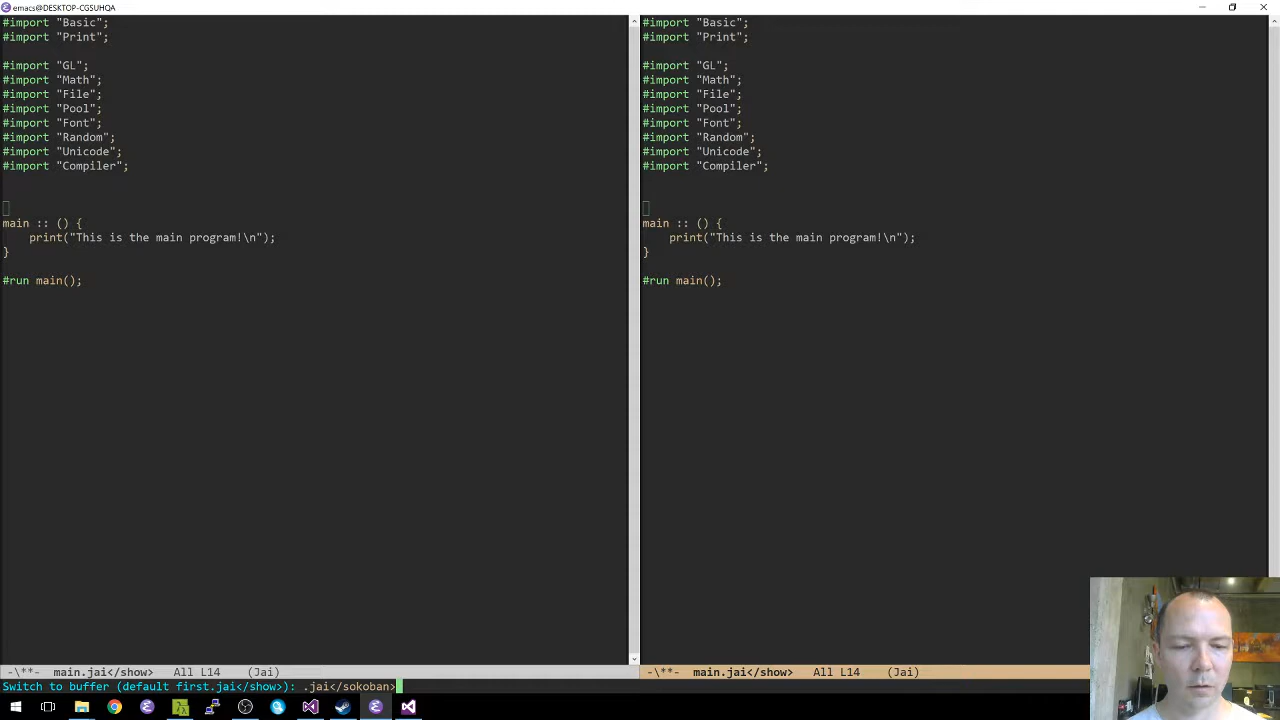 emacs@DESKTOP-CGSUHQA
#import "Basic";
#import "Print";
#import "GL";
#import "Math";
#import "File";
#import "Pool";
#import "Font";
#import "Random";
#import "Unicode";
#import "Compiler";
main :: () {
print("This is the main program!\n");
}
#run main();
-\**- main.jai</show> All L14 (Jai)
#import "Basic";
#import "Print";
#import "GL";
#import "Math";
#import "File";
#import "Pool";
#import "Font";
#import "Random";
#import "Unicode";
#import "Compiler";
main :: () {
print("This is the main program!\n");
}
#run main();
-\**- main.jai</show> All L14 (Jai)
Switch to buffer (default first.jai</show>): .jai</sokoban>